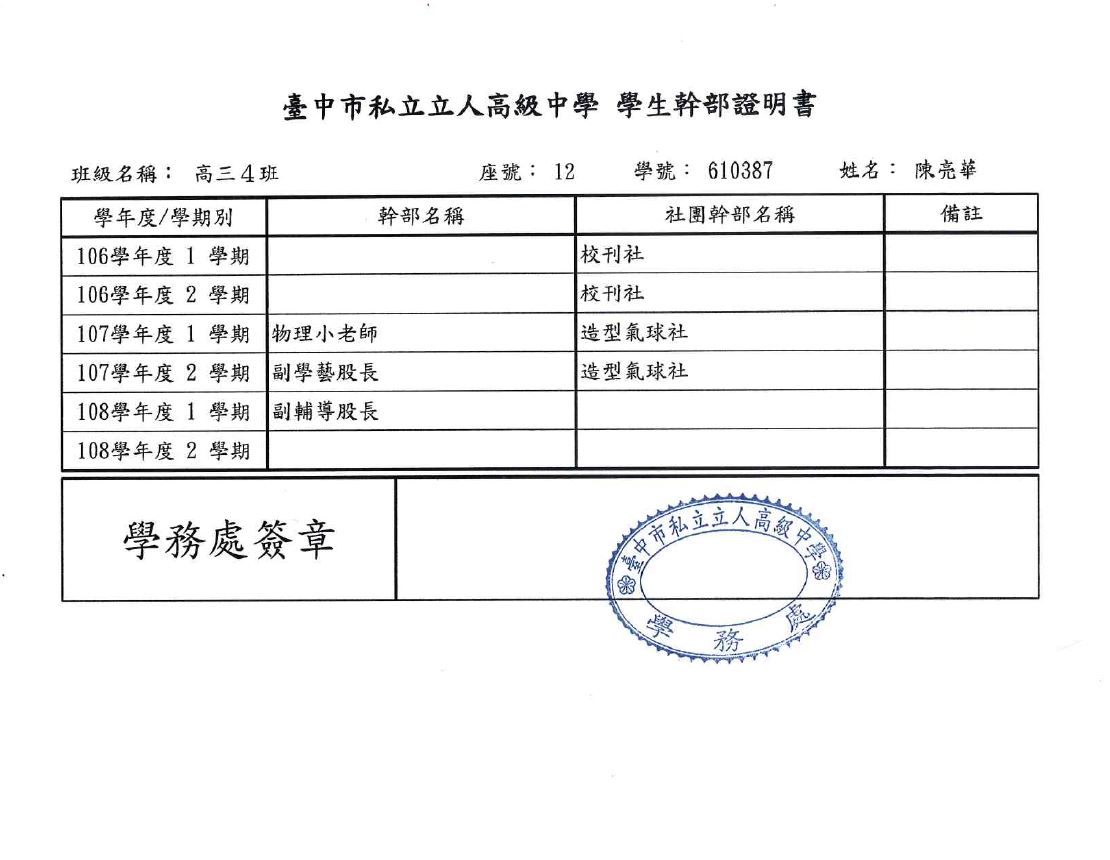 臺中市私立立人高級中學 學生幹部證明書
班級名稱： 高三4班 座號： 12 學號： 610387 姓名： 陳亮華
學年度/學期別 幹部名稱 社團幹部名稱 備註
106學年度 1 學期 校刊社
106學年度 2 學期 校刊社
107學年度 1 學期 物理小老師 造型氣球社
107學年度 2 學期 副學藝股長 造型氣球社
108學年度 1 學期 副輔導股長
108學年度 2 學期
學務處簽章
臺中市私立立人高級中學
學務處